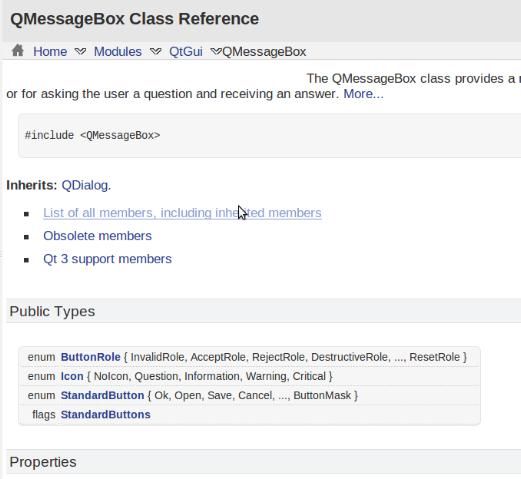 QMessageBox Class Reference
Home Modules QtGui QMessageBox
The QMessageBox class provides a
or for asking the user a question and receiving an answer. More...
#include <QMessageBox>
Inherits: QDialog.
List of all members, including inherited members
Obsolete members
Qt 3 support members
Public Types
enum ButtonRole { InvalidRole, AcceptRole, RejectRole, DestructiveRole, ..., ResetRole }
enum Icon { NoIcon, Question, Information, Warning, Critical }
enum StandardButton { Ok, Open, Save, Cancel, ..., ButtonMask }
flags StandardButtons
Properties